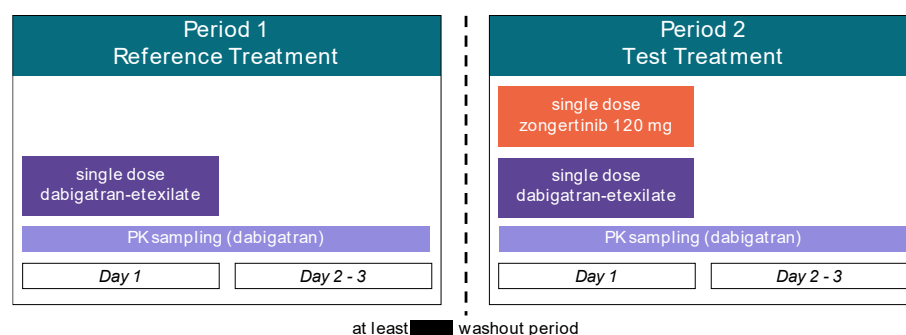 Period 1
Reference Treatment
single dose
dabigatran-etexilate
PK sampling (dabigatran)
Day 1
Day 2 - 3
Period 2
Test Treatment
single dose
zongertinib 120 mg
single dose
dabigatran-etexilate
PK sampling (dabigatran)
Day 1
Day 2 - 3
at least washout period